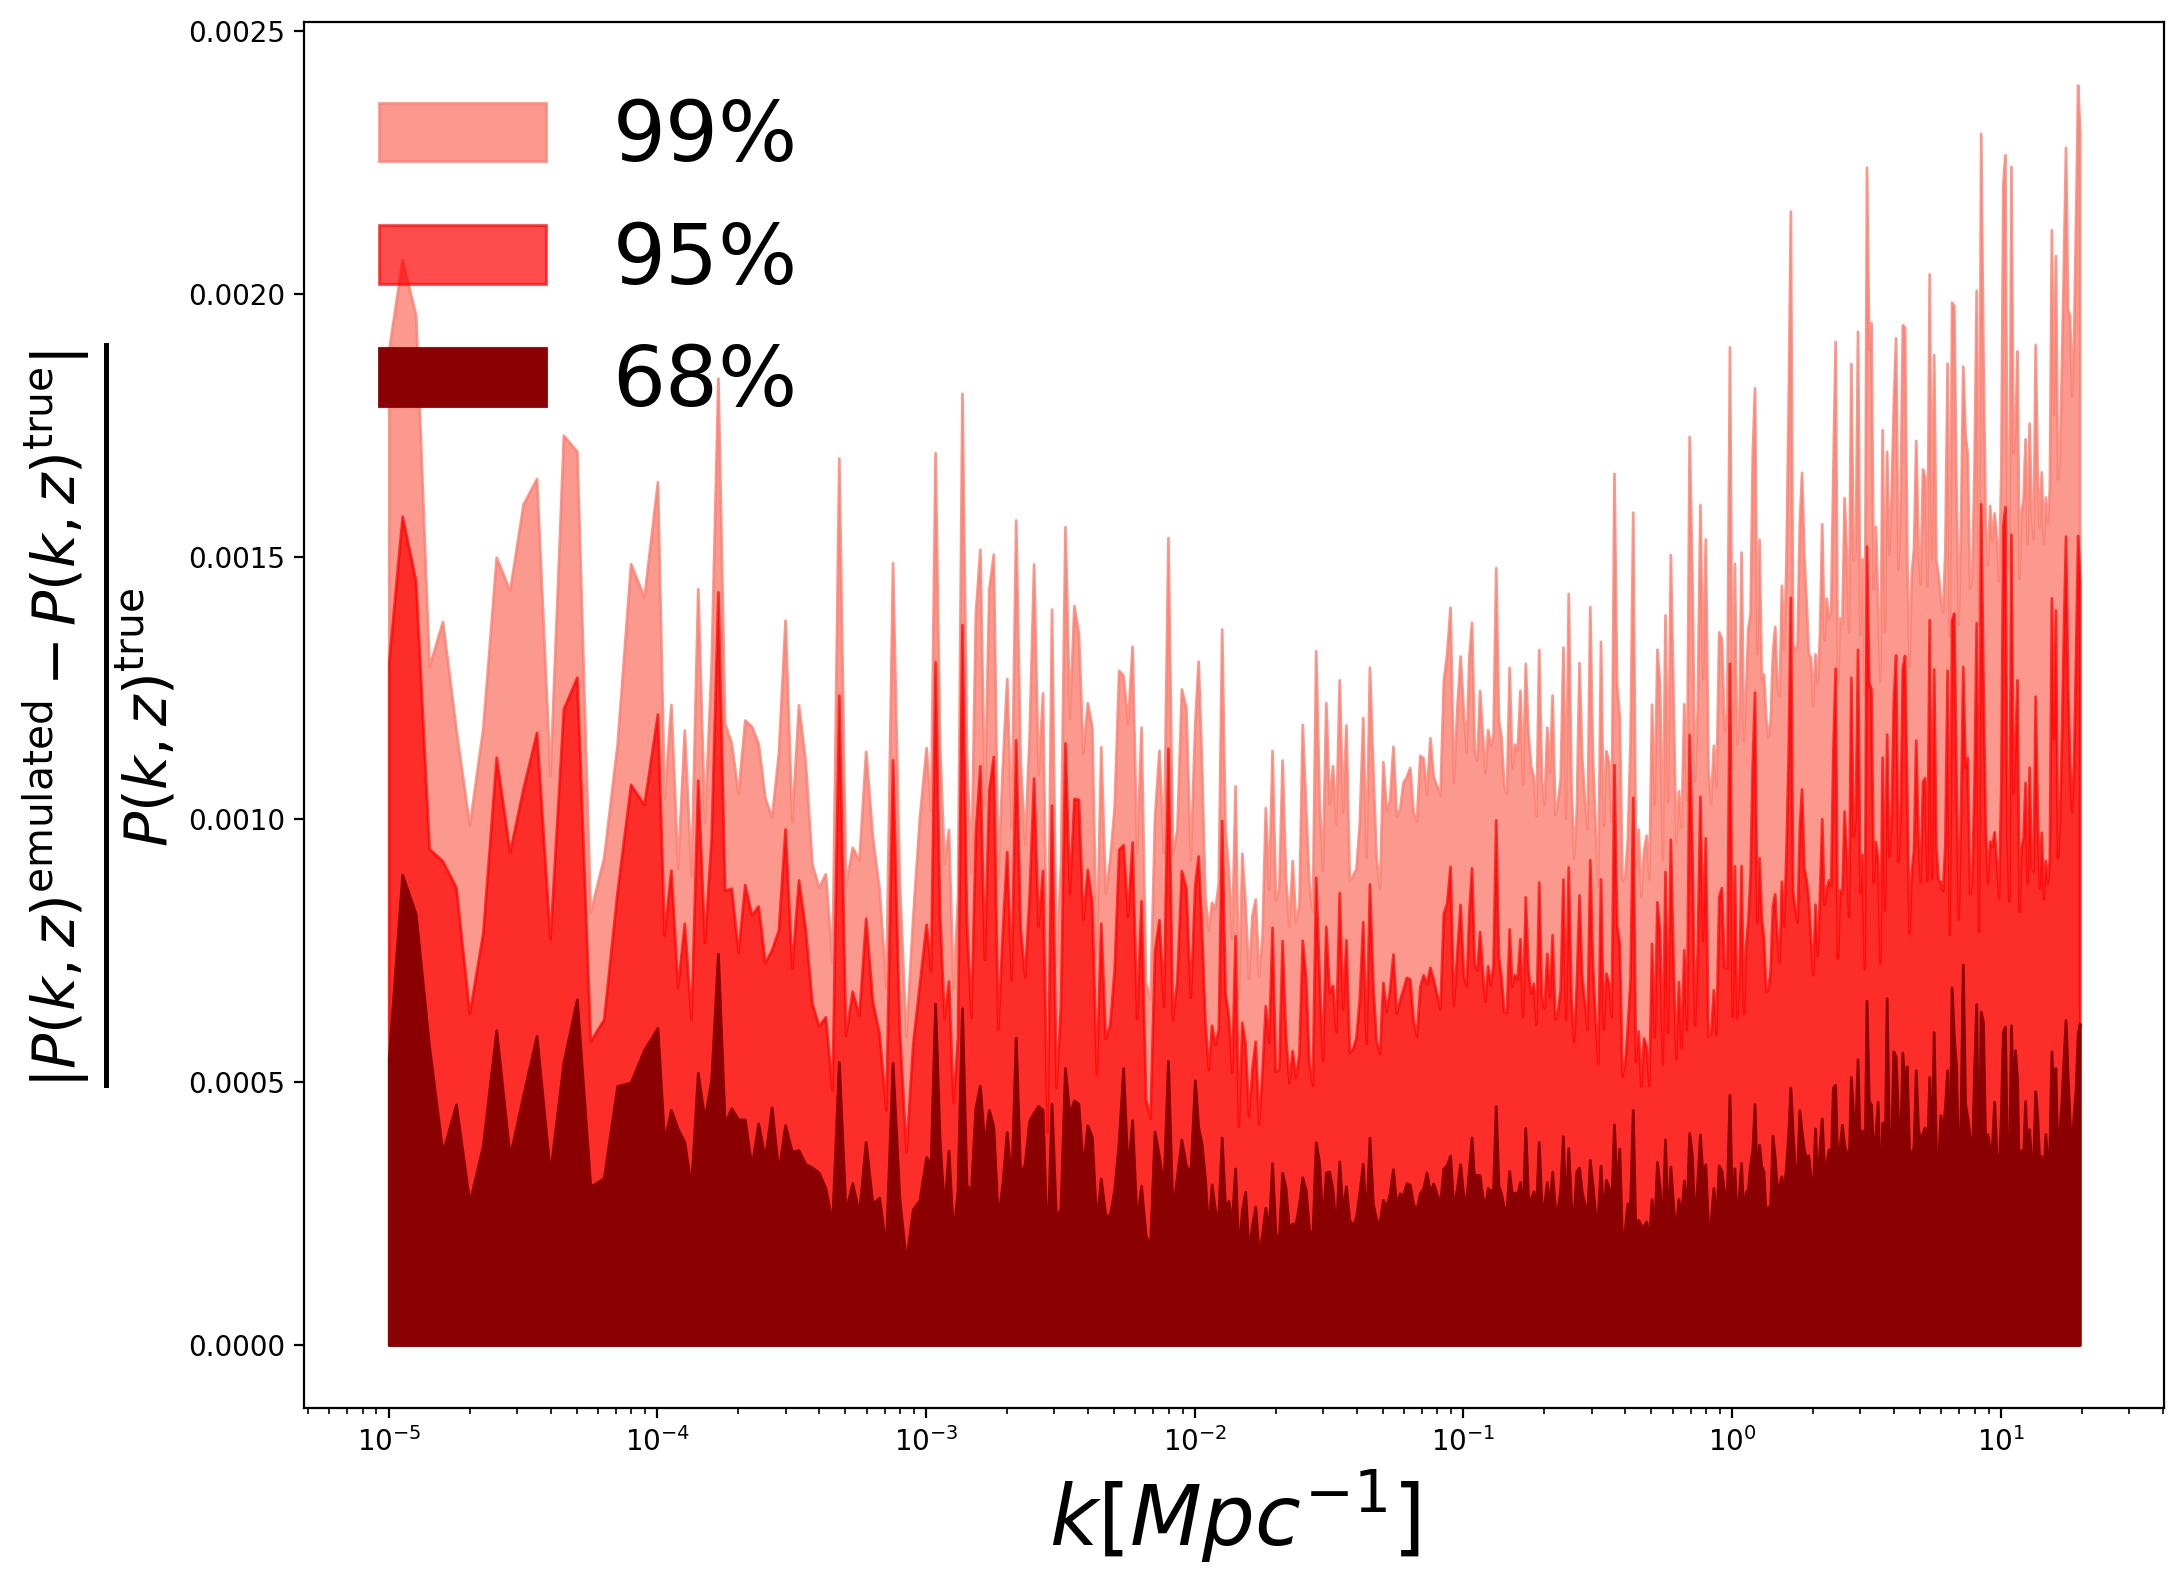 99%
95%
68%
|P(k, z)^emulated − P(k, z)^true|
P(k, z)^true
0.0025
0.0020
0.0015
0.0010
0.0005
0.0000
10^−5 10^−4 10^−3 10^−2 10^−1 10^0 10^1
k[Mpc^−1]